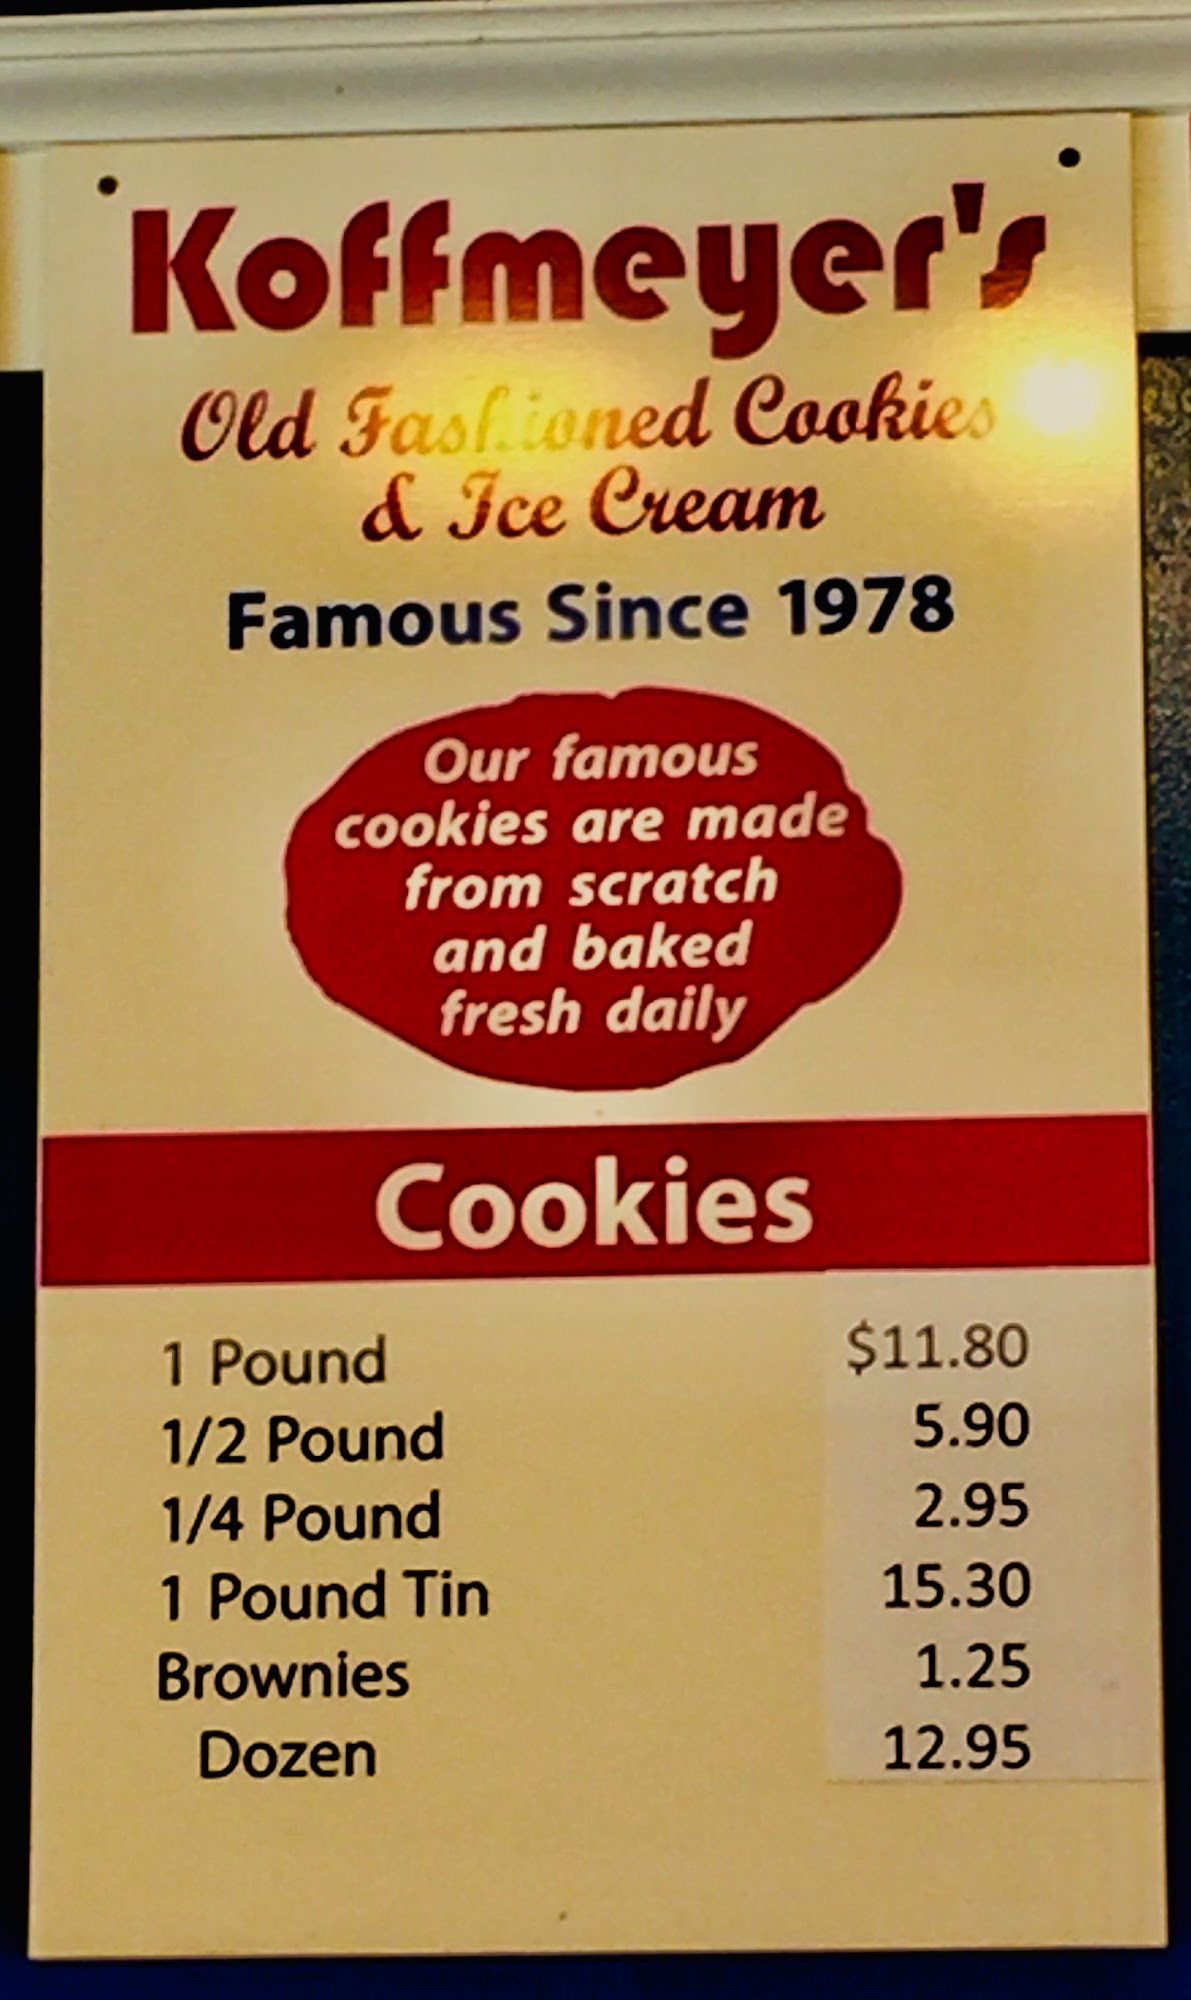 Koffmeyer's
Old Fashioned Cookies
& Ice Cream
Famous Since 1978
Our famous
cookies are made
from scratch
and baked
fresh daily
Cookies
1 Pound $11.80
1/2 Pound 5.90
1/4 Pound 2.95
1 Pound Tin 15.30
Brownies 1.25
Dozen 12.95